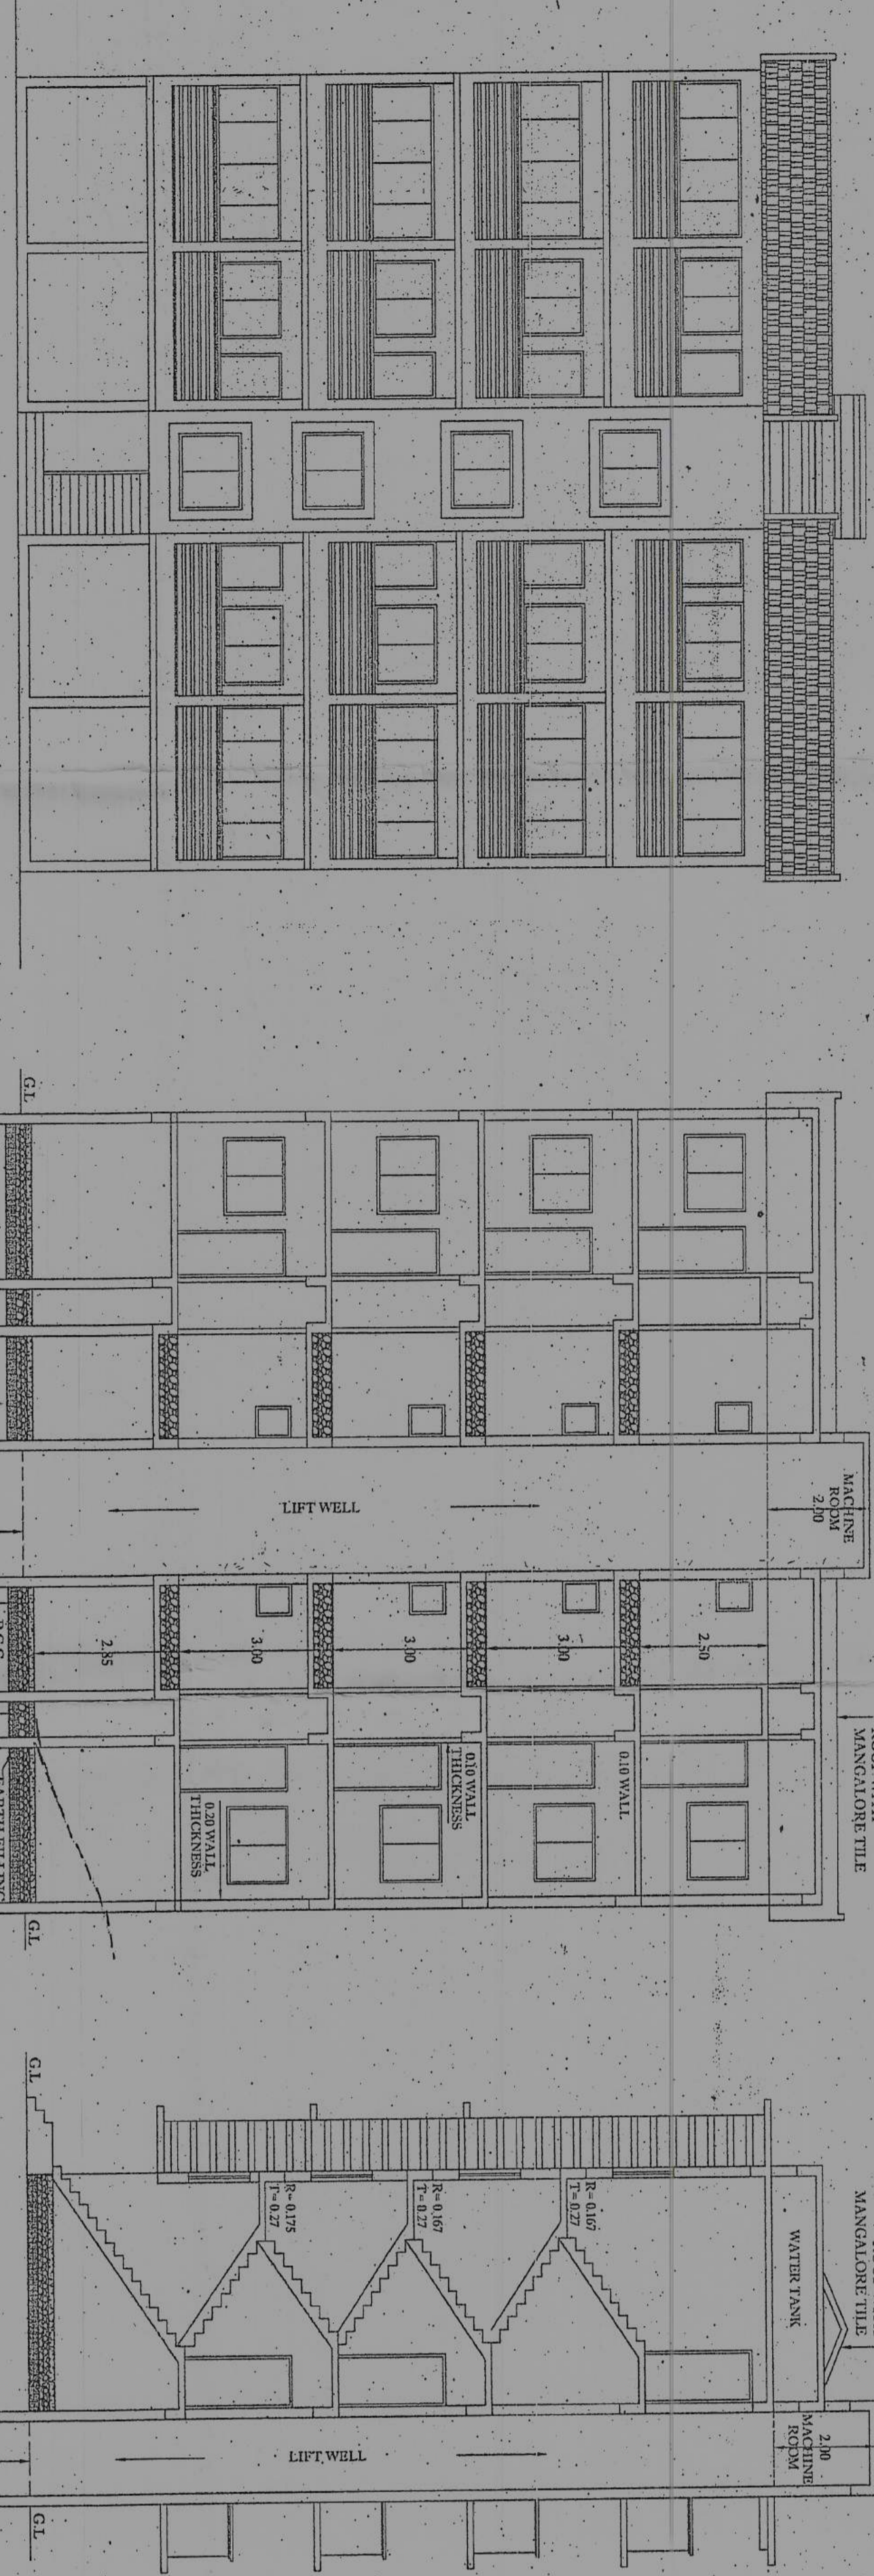 G.L
LIFT WELL
MACHINE
ROOM
2.00
2.85
3.00
3.00
3.00
2.50
MANGALORE TILE
0.10 WALL
0.10 WALL
THICKNESS
0.20 WALL
THICKNESS
G.L
G.L
R= 0.175
T= 0.27
R= 0.167
T= 0.27
R= 0.167
T= 0.27
WATER TANK
MANGALORE TILE
2.00
MACHINE
ROOM
LIFT WELL
G.L